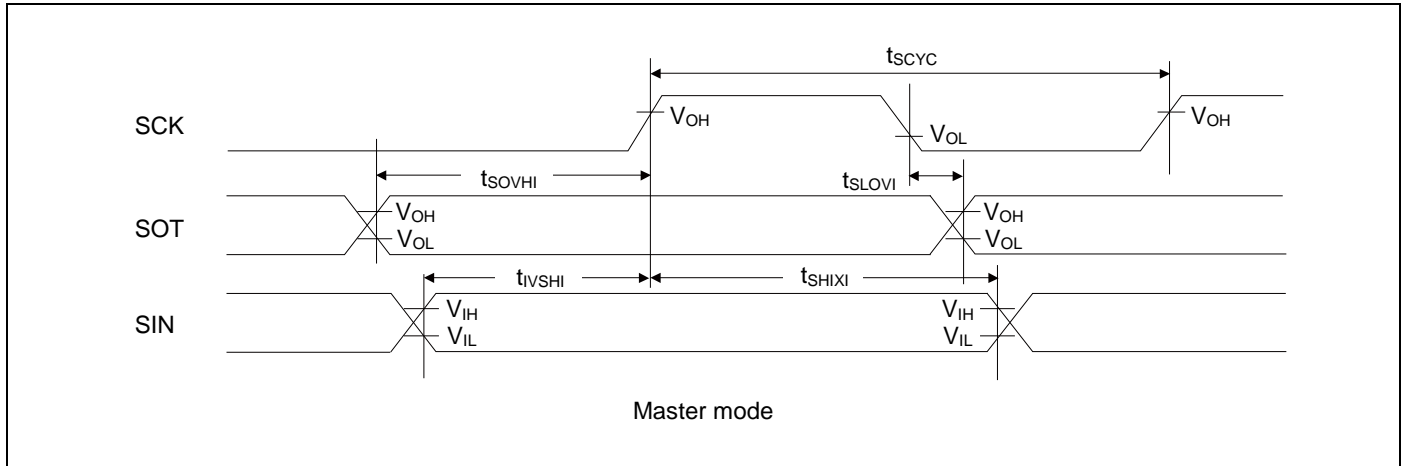 tSCYC
SCK
VOH
VOL
VOH
tSOVHI
tSLOVI
SOT
VOH
VOL
VOH
VOL
tIVSHI
tSHIXI
SIN
VIH
VIL
VIH
VIL
Master mode